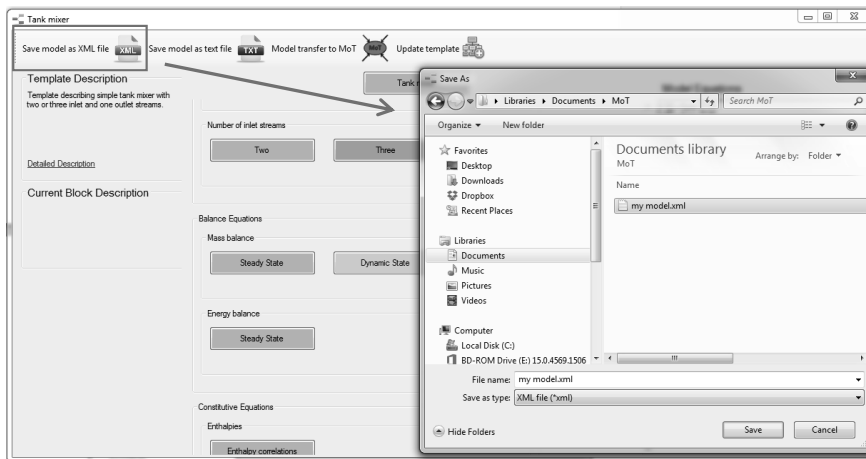 Tank mixer
Save model as XML file XML Save model as text file TXT Model transfer to MoT MoT Update template
Template Description
Template describing simple tank mixer with
two or three inlet and one outlet streams.
Detailed Description
Current Block Description
Tank
Number of inlet streams
Two Three
Balance Equations
Mass balance
Steady State Dynamic State
Energy balance
Steady State
Constitutive Equations
Enthalpies
Enthalpy correlations
Model Equations
Save As
Libraries Documents MoT Search MoT
Organize New folder
Favorites
Desktop
Downloads
Dropbox
Recent Places
Libraries
Documents
Music
Pictures
Videos
Computer
Local Disk (C:)
BD-ROM Drive (E:) 15.0.4569.1506
Documents library
MoT
Arrange by: Folder
Name
my model.xml
File name: my model.xml
Save as type: XML file (*xml)
Hide Folders Save Cancel